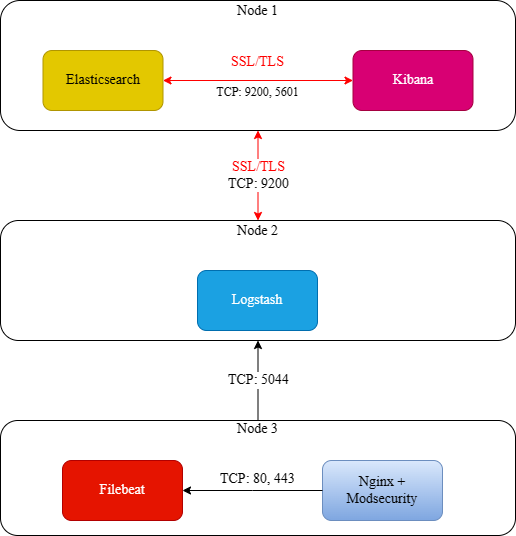 Node 1
SSL/TLS
Elasticsearch
Kibana
TCP: 9200, 5601
SSL/TLS
TCP: 9200
Node 2
Logstash
TCP: 5044
Node 3
Filebeat
TCP: 80, 443
Nginx +
Modsecurity